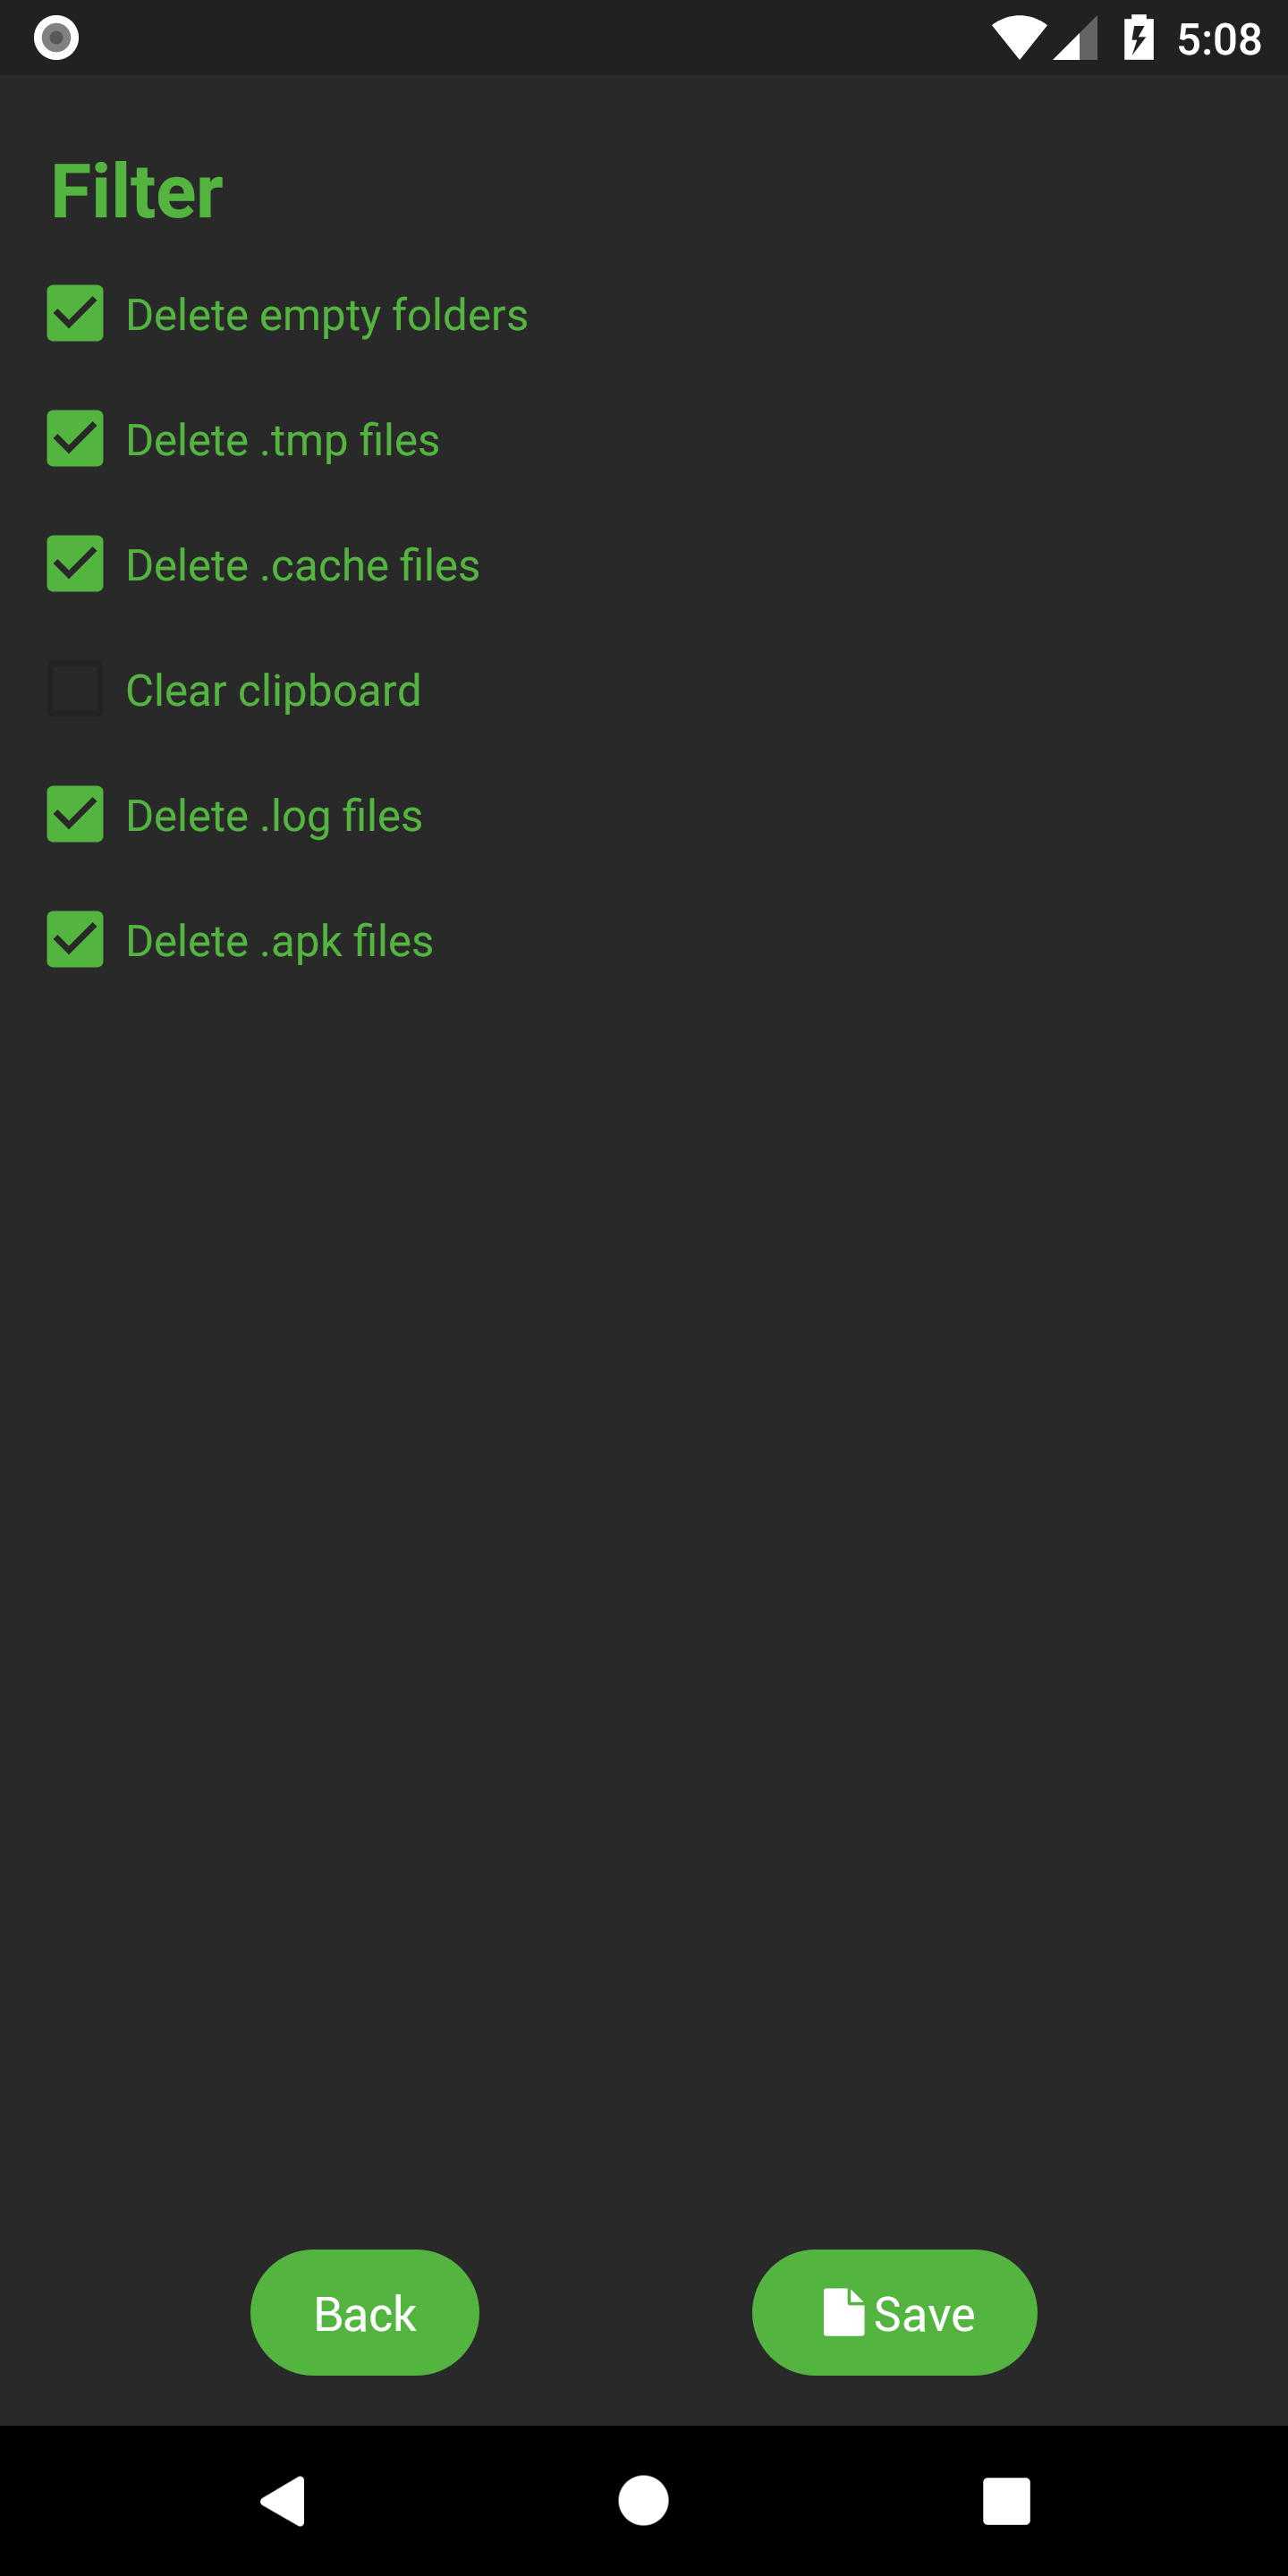 5:08
Filter
Delete empty folders
Delete .tmp files
Delete .cache files
Clear clipboard
Delete .log files
Delete .apk files
Back
Save